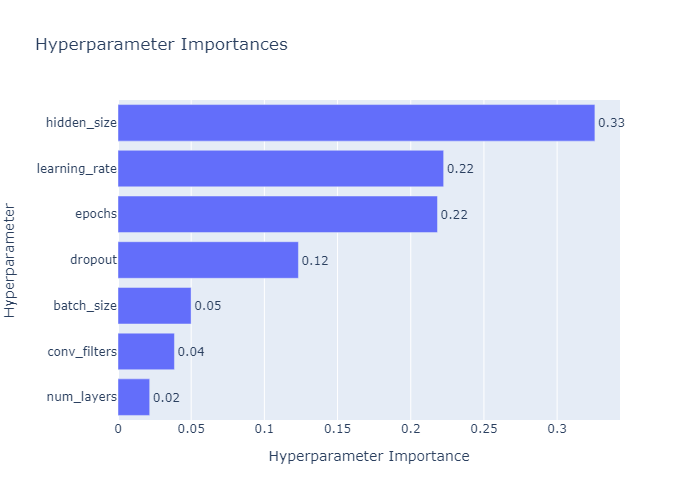 Hyperparameter Importances
Hyperparameter
hidden_size
0.33
learning_rate
0.22
epochs
0.22
dropout
0.12
batch_size
0.05
conv_filters
0.04
num_layers
0.02
0 0.05 0.1 0.15 0.2 0.25 0.3
Hyperparameter Importance